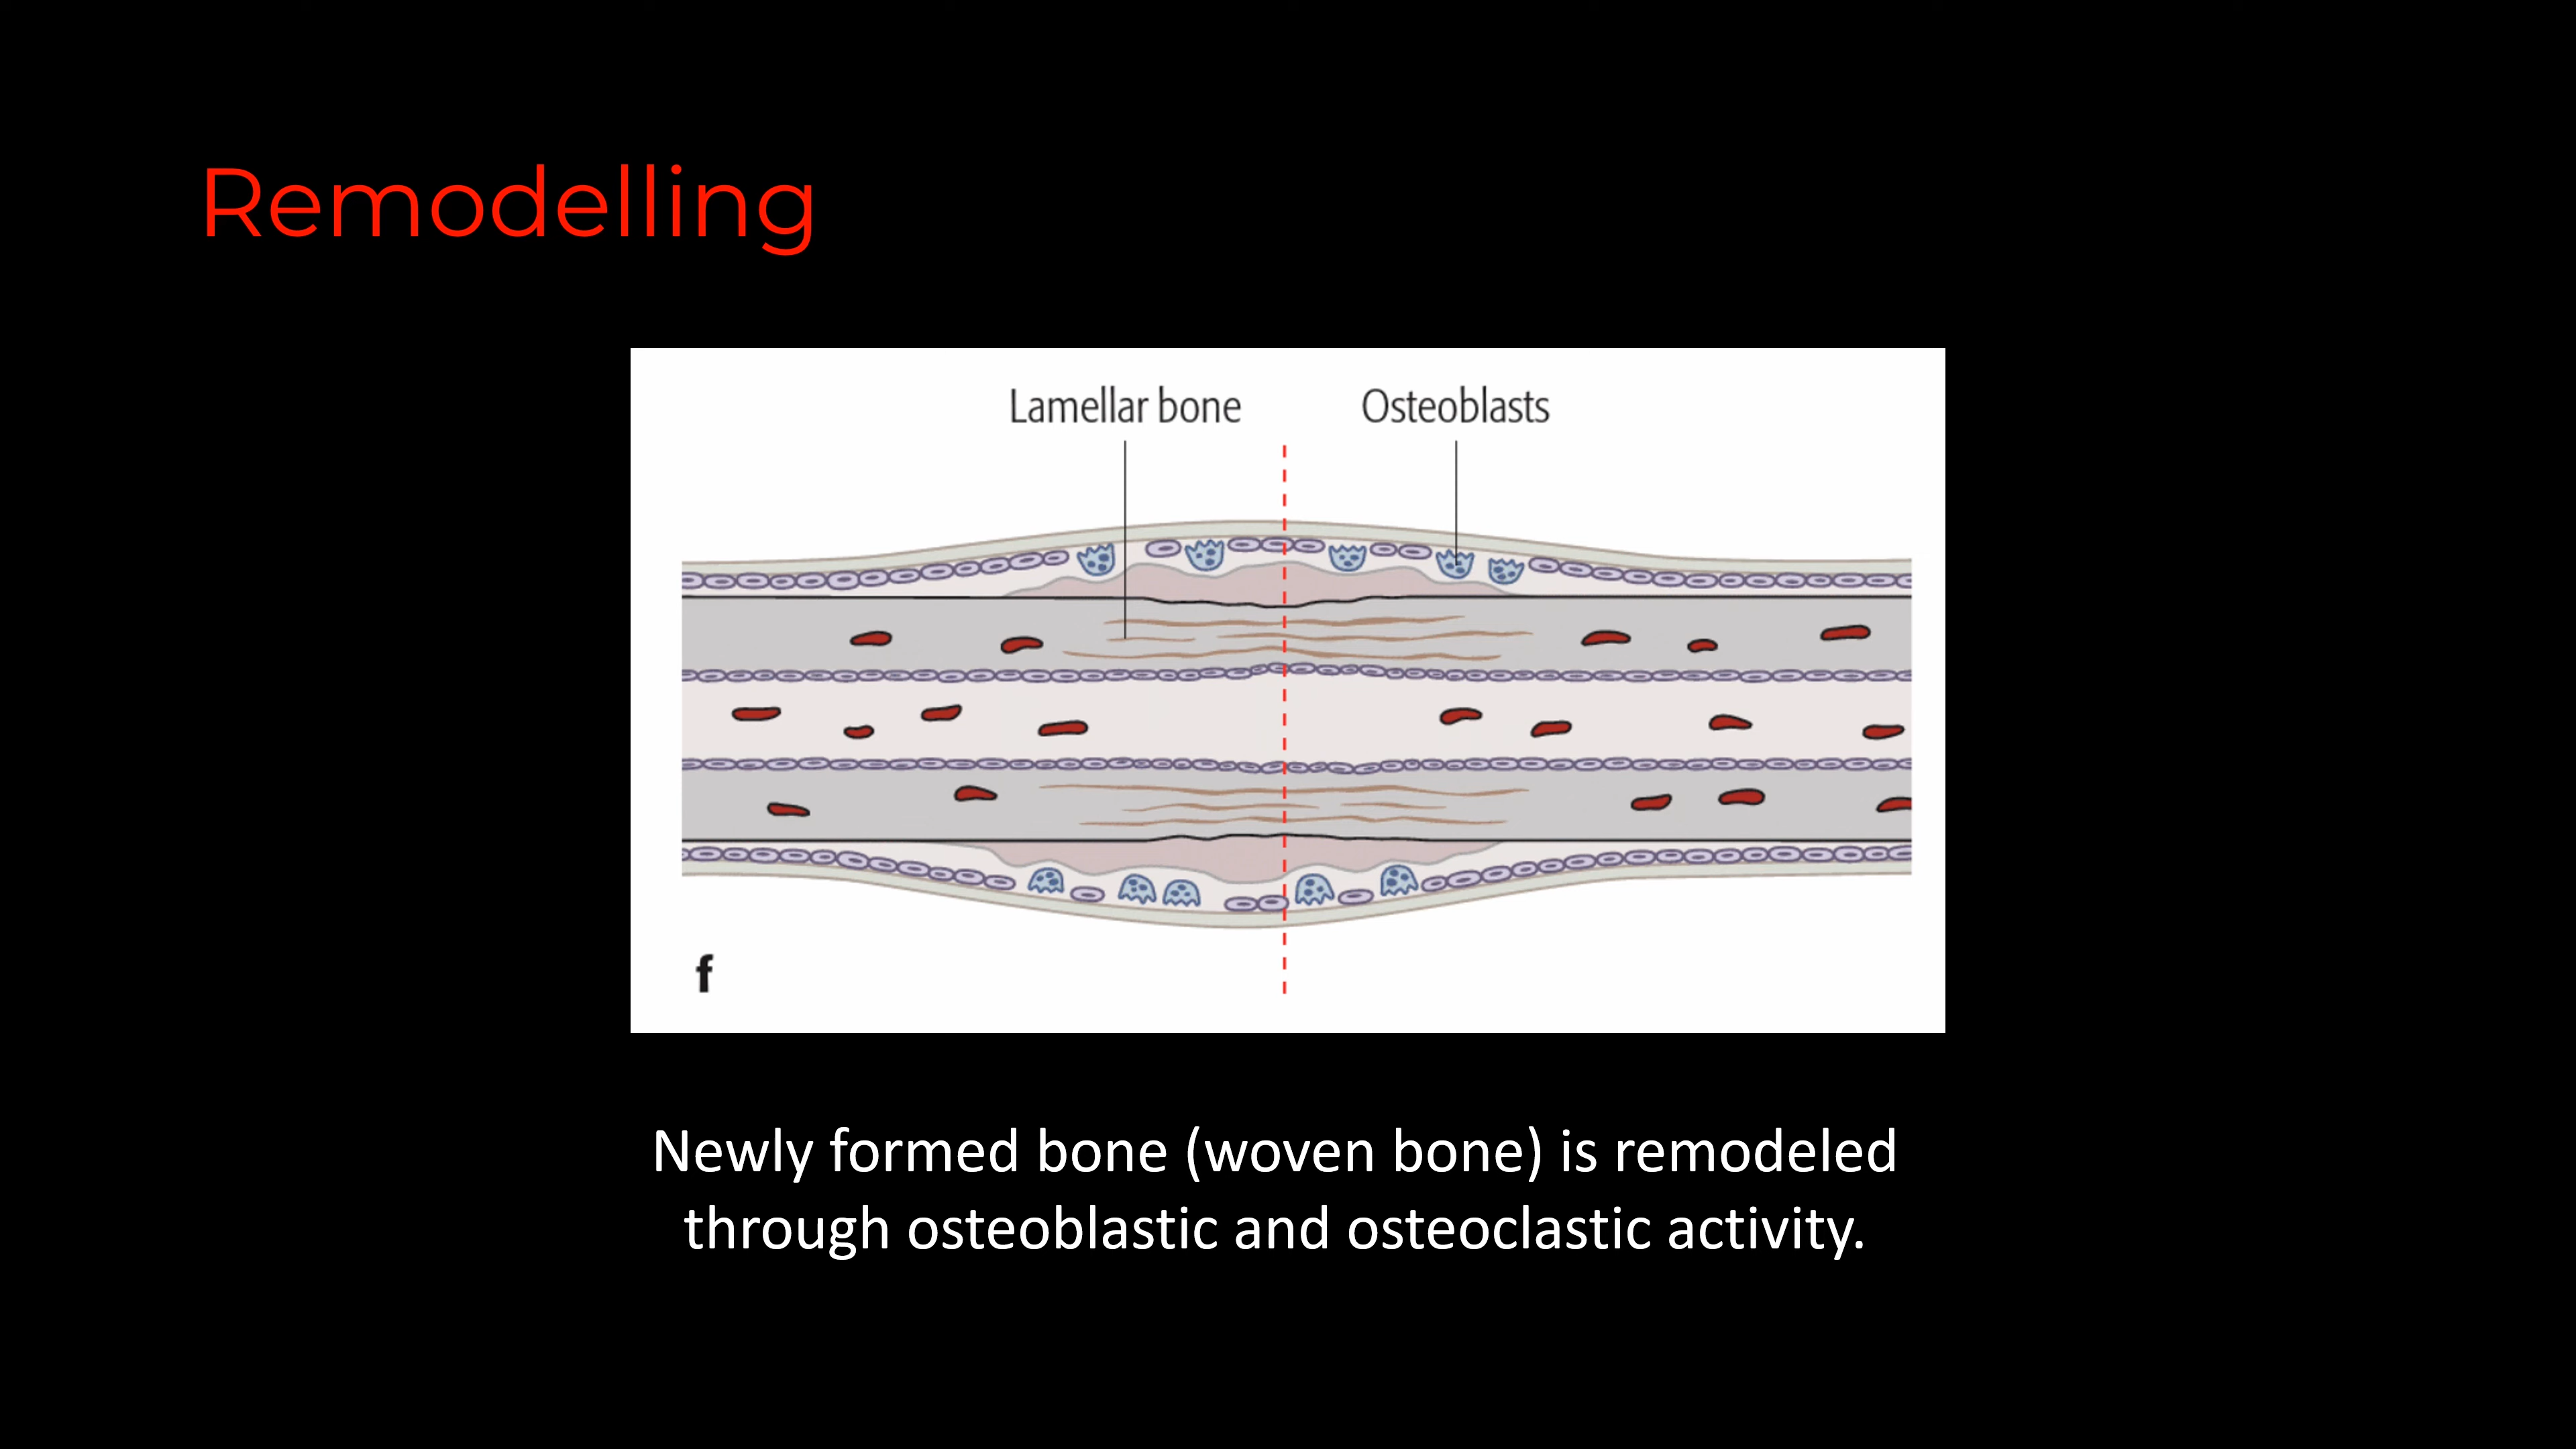 Remodelling
Lamellar bone
Osteoblasts
f
Newly formed bone (woven bone) is remodeled
through osteoblastic and osteoclastic activity.